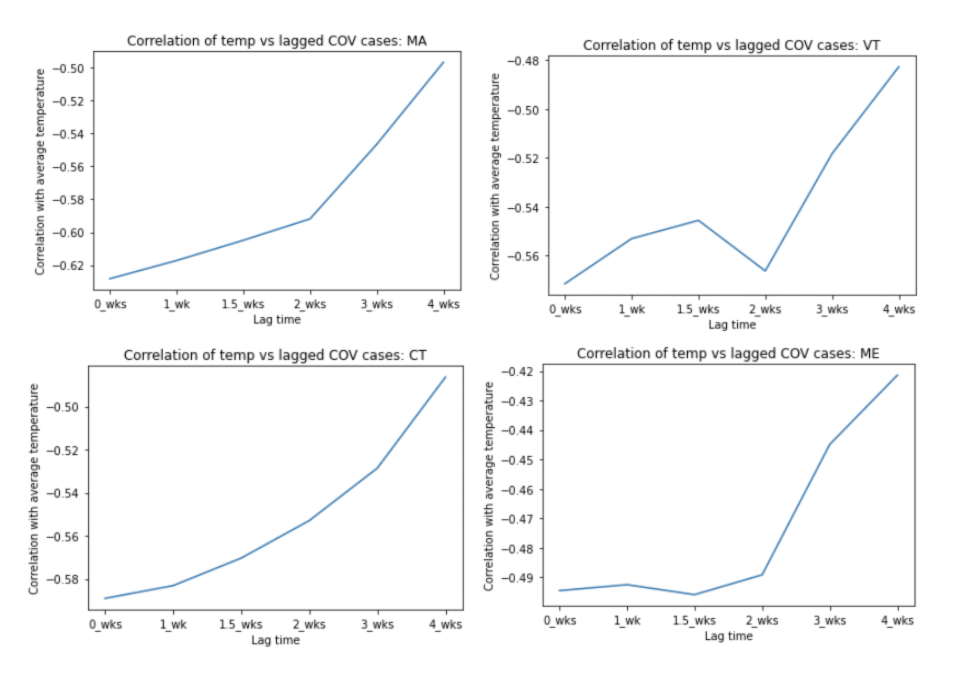 Correlation of temp vs lagged COV cases: MA
Correlation with average temperature
−0.50
−0.52
−0.54
−0.56
−0.58
−0.60
−0.62
0_wks 1_wk 1.5_wks 2_wks 3_wks 4_wks
Lag time
Correlation of temp vs lagged COV cases: VT
Correlation with average temperature
−0.48
−0.50
−0.52
−0.54
−0.56
0_wks 1_wk 1.5_wks 2_wks 3_wks 4_wks
Lag time
Correlation of temp vs lagged COV cases: CT
Correlation with average temperature
−0.50
−0.52
−0.54
−0.56
−0.58
0_wks 1_wk 1.5_wks 2_wks 3_wks 4_wks
Lag time
Correlation of temp vs lagged COV cases: ME
Correlation with average temperature
−0.42
−0.43
−0.44
−0.45
−0.46
−0.47
−0.48
−0.49
0_wks 1_wk 1.5_wks 2_wks 3_wks 4_wks
Lag time